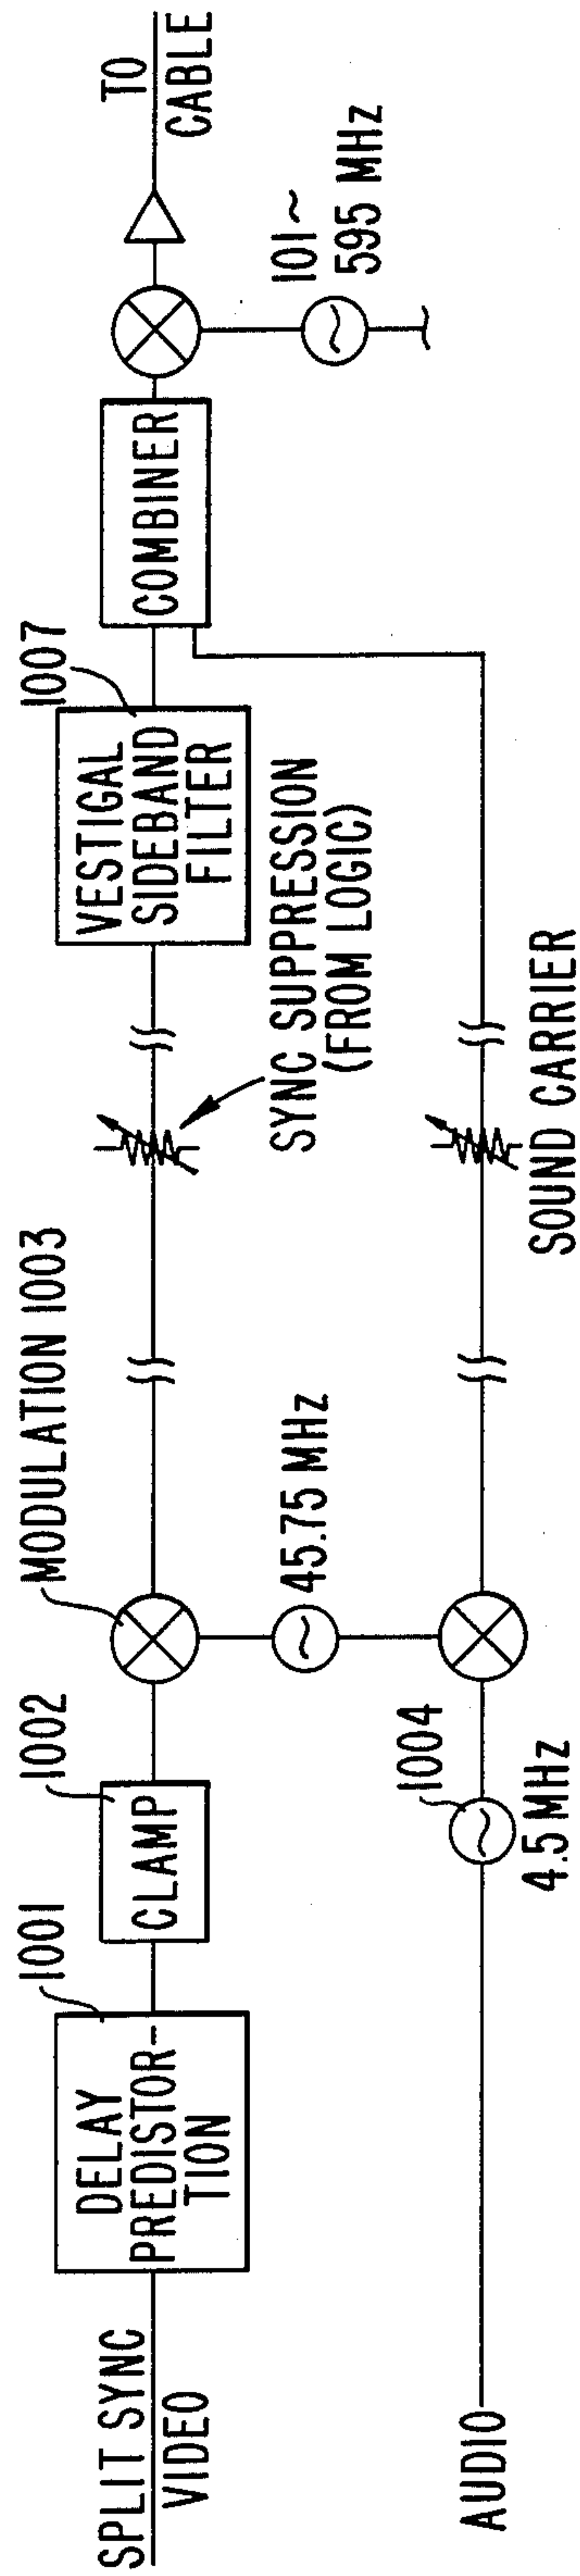 SPLIT SYNC
VIDEO
1001
DELAY
PREDISTOR-
TION
1002
CLAMP
MODULATION 1003
45.75 MHz
SYNC SUPPRESSION
(FROM LOGIC)
1007
VESTIGAL
SIDEBAND
FILTER
COMBINER
101~
595 MHz
TO
CABLE
AUDIO
1004
4.5 MHz
SOUND CARRIER